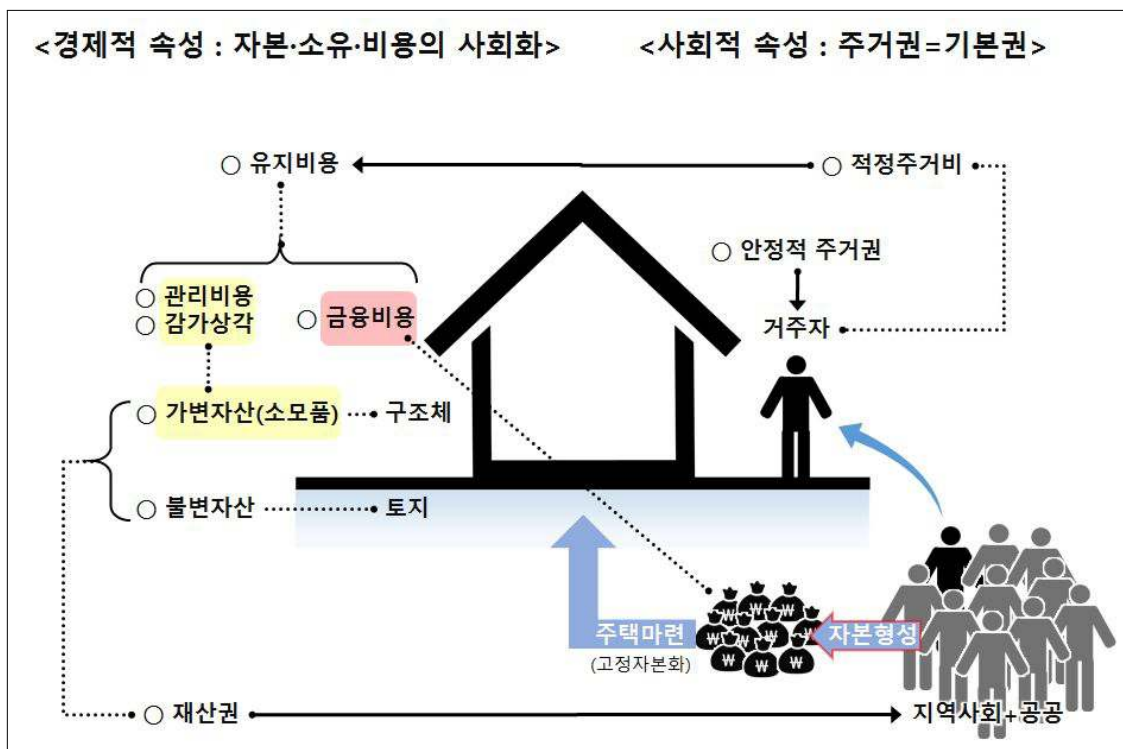 <경제적 속성 : 자본·소유·비용의 사회화>
<사회적 속성 : 주거권=기본권>
○ 유지비용
○ 적정주거비
○ 안정적 주거권
○ 관리비용
○ 감가상각
○ 금융비용
거주자
○ 가변자산(소모품)
구조체
○ 불변자산
토지
₩ ₩ ₩ ₩ ₩ ₩ ₩ ₩ ₩ ₩
주택마련
자본형성
(고정자본화)
○ 재산권
지역사회+공공